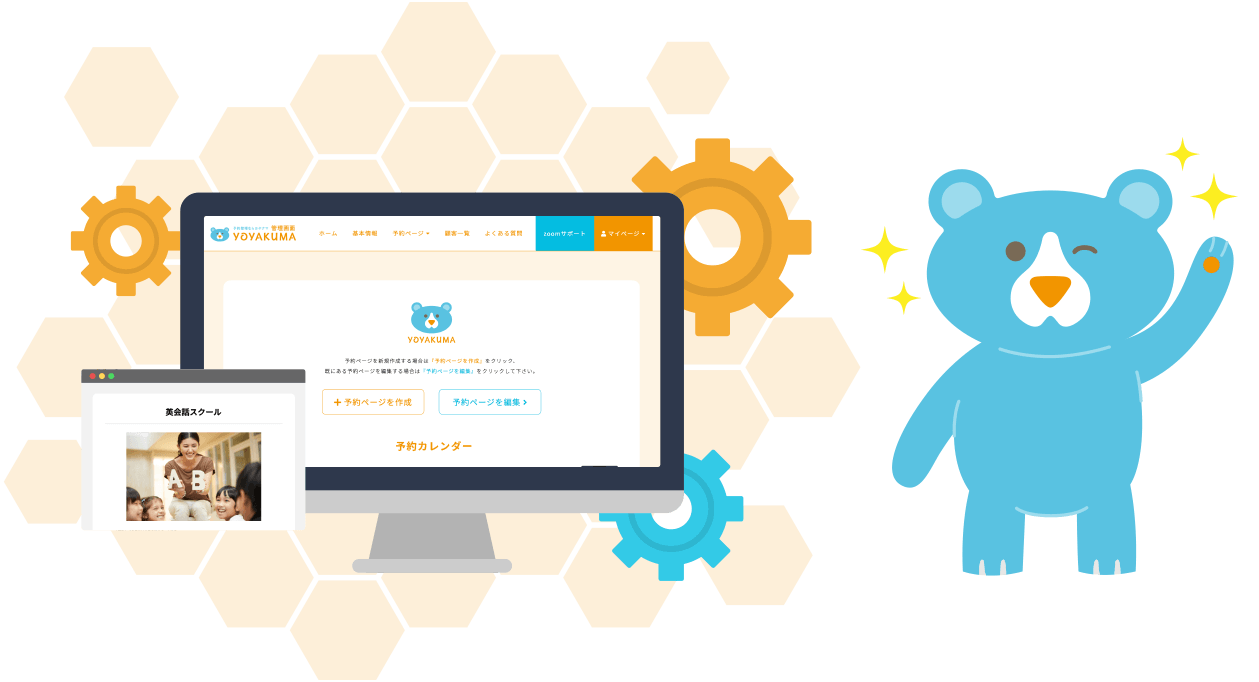 予約管理ならヨヤクマ 管理画面
YOYAKUMA
ホーム 基本情報 予約ページ 顧客一覧 よくある質問 zoomサポート マイページ
YOYAKUMA
予約ページを新規作成する場合は「予約ページを作成」をクリック。
既にある予約ページを編集する場合は「予約ページを編集」をクリックして下さい。
+ 予約ページを作成 予約ページを編集 >
予約カレンダー
英会話スクール
A B